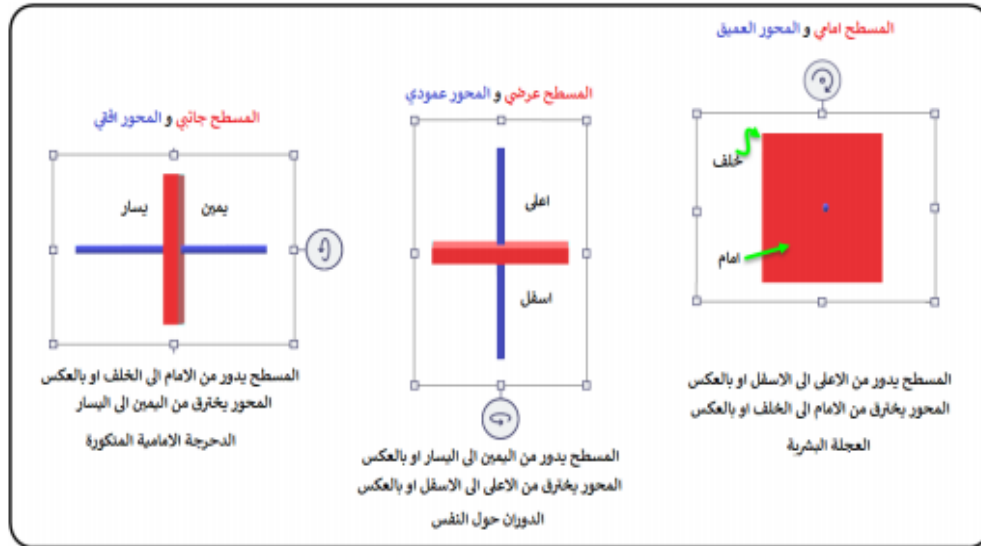 المسطح امامي و المحور العميق
خلف
امام
المسطح يدور من الاعلى الى الاسفل او بالعكس
المحور يخترق من الامام الى الخلف او بالعكس
العجلة البشرية
المسطح عرضي و المحور عمودي
اعلى
اسفل
المسطح يدور من اليمين الى اليسار او بالعكس
المحور يخترق من الاعلى الى الاسفل او بالعكس
الدوران حول النفس
المسطح جانبي و المحور افقي
يمين
يسار
المسطح يدور من الامام الى الخلف او بالعكس
المحور يخترق من اليمين الى اليسار
الدحرجة الامامية المتكورة